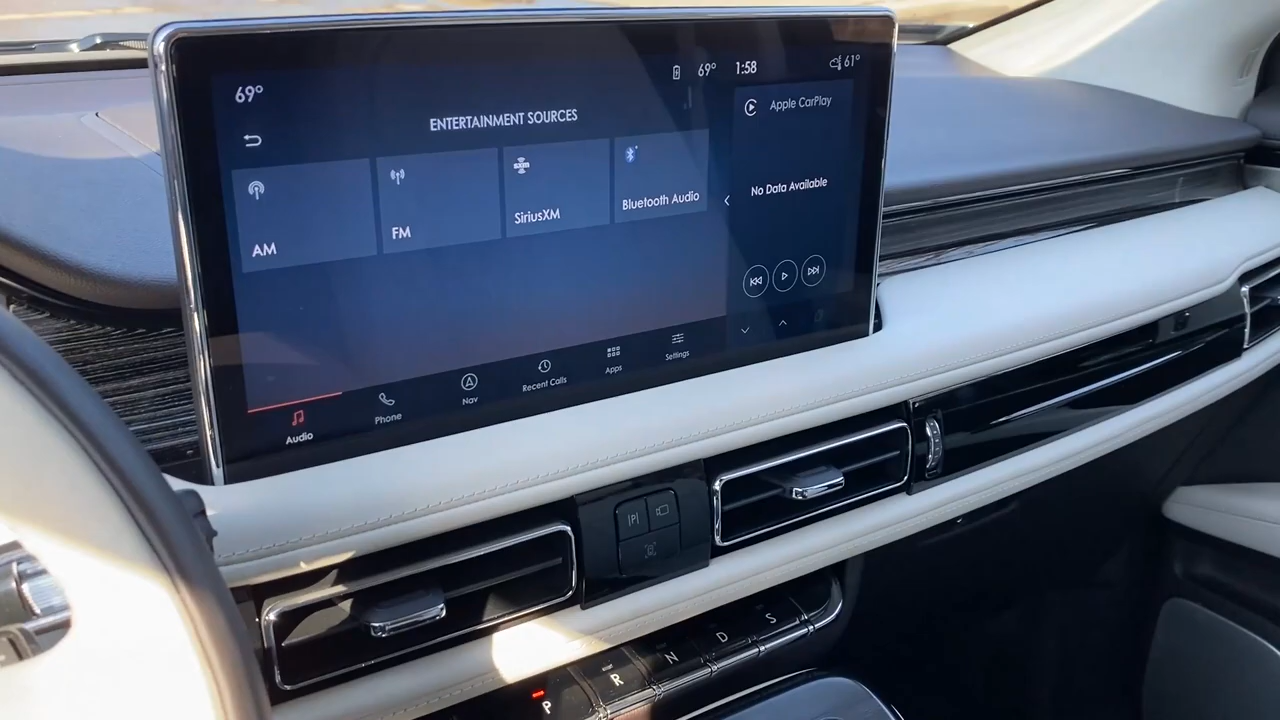 69°
69° 1:58 61°
ENTERTAINMENT SOURCES
Apple CarPlay
AM
FM
sxm
SiriusXM
Bluetooth Audio
No Data Available
Audio
Phone
Nav
Recent Calls
Apps
Settings
P
P
R
N
D
S